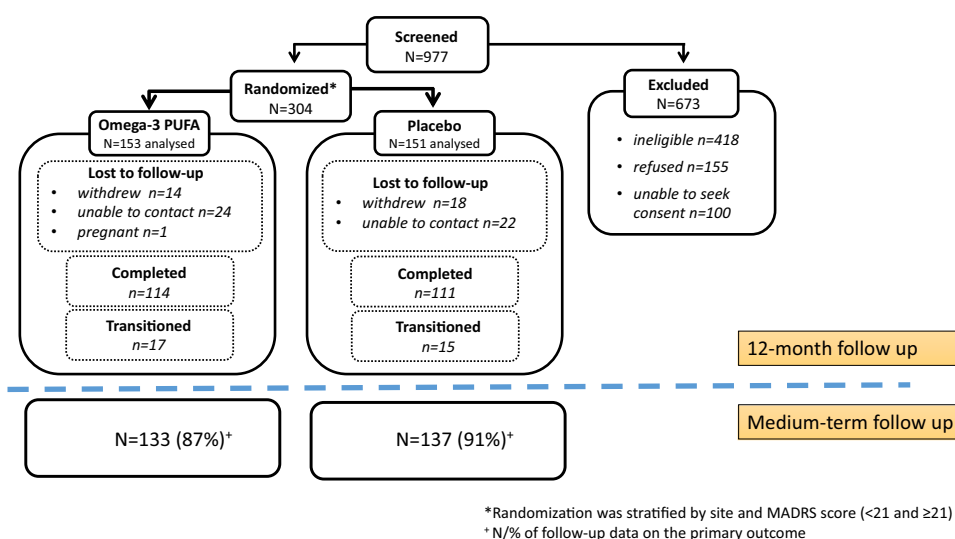 Screened
N=977
Randomized*
N=304
Excluded
N=673
• ineligible n=418
• refused n=155
• unable to seek
consent n=100
Omega-3 PUFA
N=153 analysed
Lost to follow-up
• withdrew n=14
• unable to contact n=24
• pregnant n=1
Completed
n=114
Transitioned
n=17
Placebo
N=151 analysed
Lost to follow-up
• withdrew n=18
• unable to contact n=22
Completed
n=111
Transitioned
n=15
12-month follow up
N=133 (87%)+
N=137 (91%)+
Medium-term follow up
*Randomization was stratified by site and MADRS score (<21 and ≥21)
+ N/% of follow-up data on the primary outcome